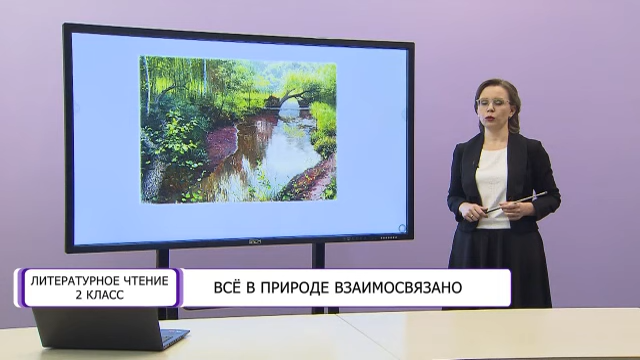 ЛИТЕРАТУРНОЕ ЧТЕНИЕ
2 КЛАСС
ВСЁ В ПРИРОДЕ ВЗАИМОСВЯЗАНО